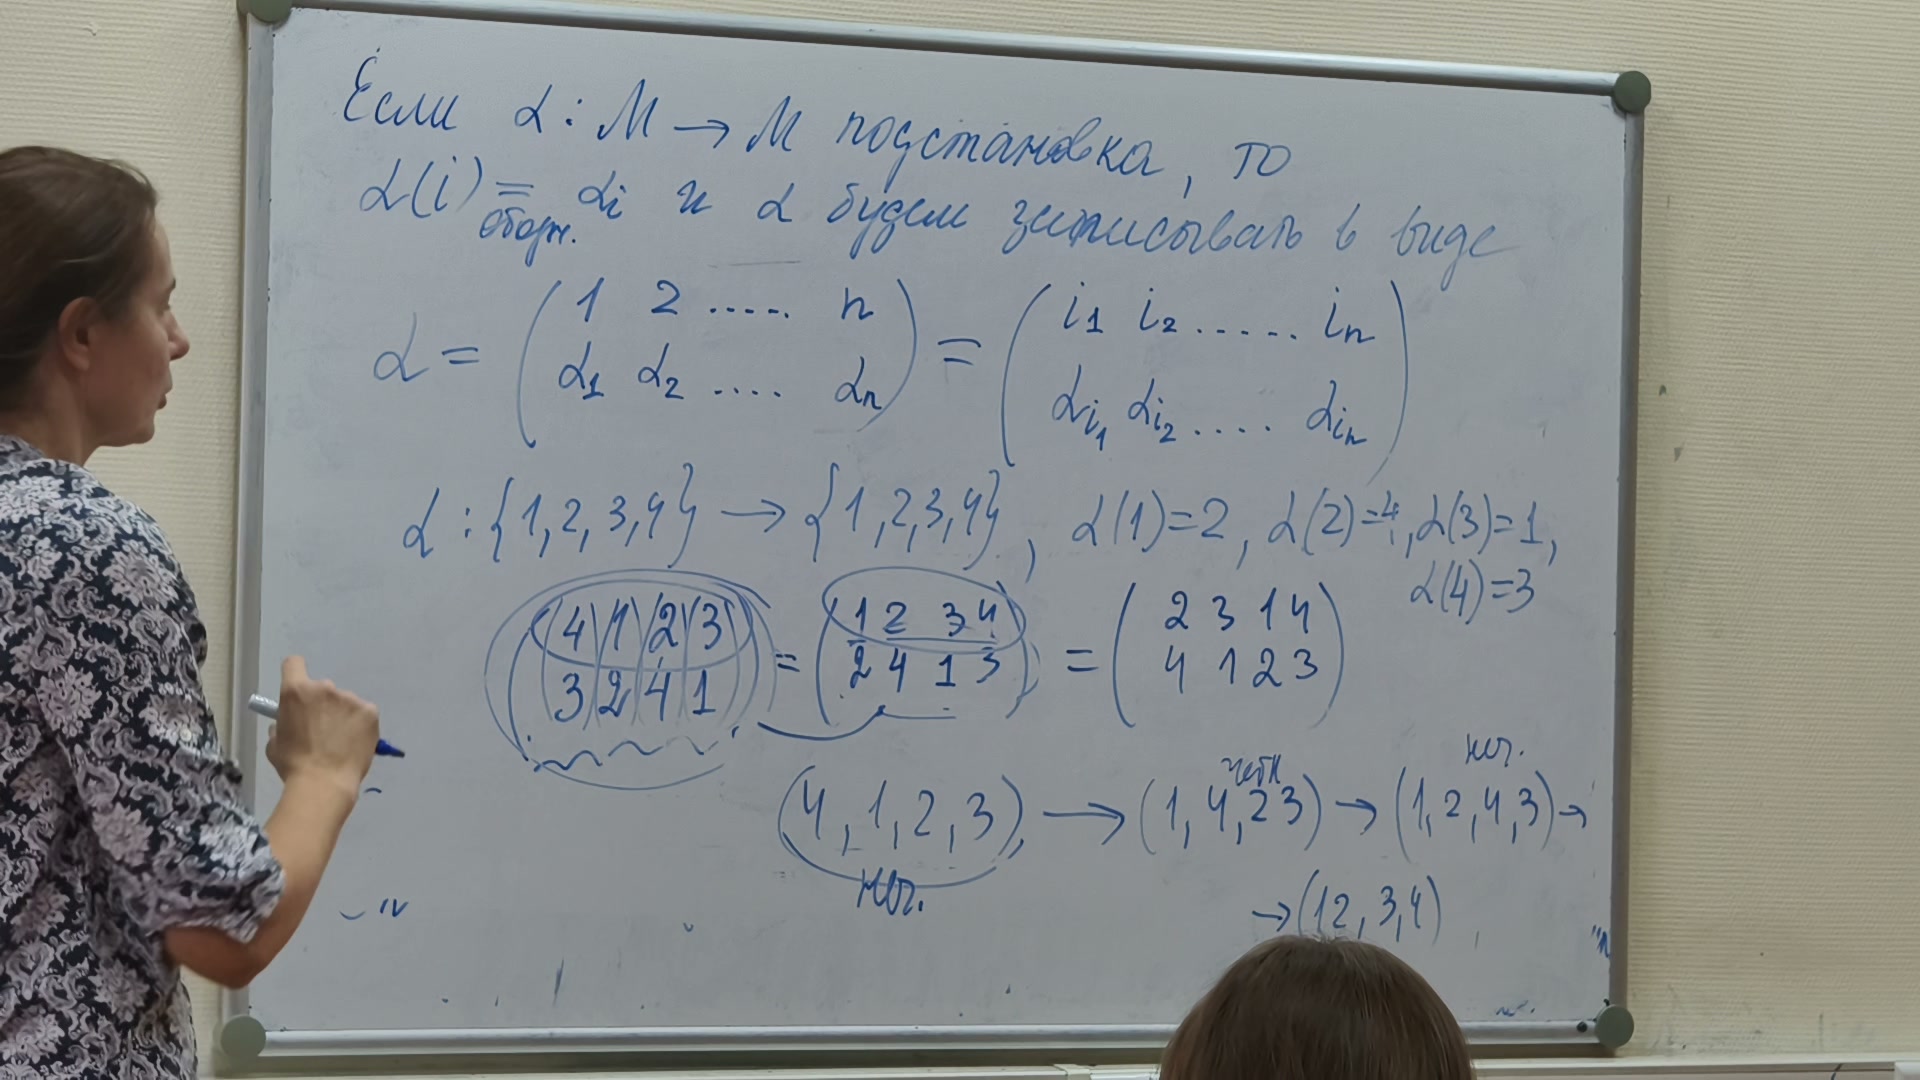 Если α : M → M подстановка, то
α(i) = αi и α будем записывать в виде
обозн.
α = ( 1 2 ..... n ) = ( i1 i2 ..... in )
( α1 α2 .... αn ) ( αi1 αi2 .... αin )
α : {1,2,3,4} → {1,2,3,4}, α(1)=2, α(2)=4, α(3)=1,
α(4)=3
( 4 1 2 3 ) = ( 1 2 3 4 ) = ( 2 3 1 4 )
( 3 2 4 1 ) ( 2 4 1 3 ) ( 4 1 2 3 )
четн неч.
(4, 1, 2, 3) → (1, 4, 2 3) → (1, 2, 4, 3) →
неч.
→ (1 2, 3, 4)